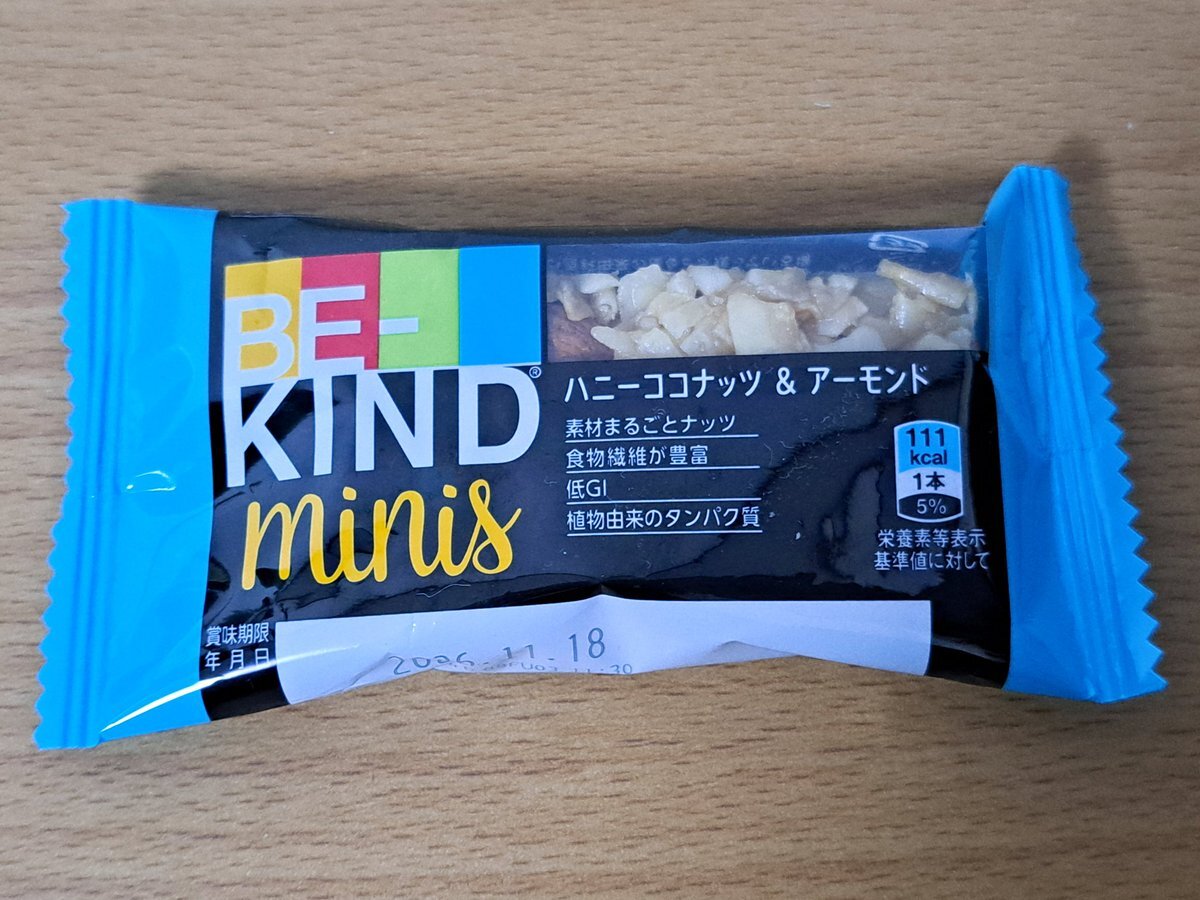 BE-
KIND®
minis
ハニーココナッツ & アーモンド
素材まるごとナッツ
食物繊維が豊富
低GI
植物由来のタンパク質
111
kcal
1本
5%
栄養素等表示
基準値に対して
賞味期限
年月日
11.18